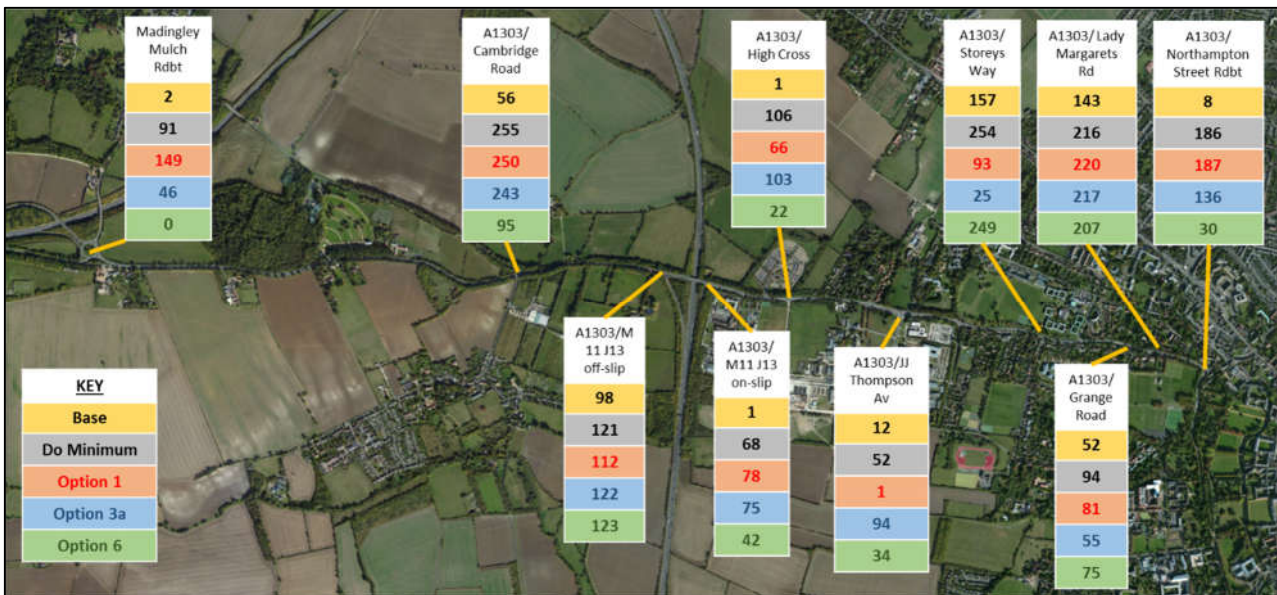 Madingley
Mulch
Rdbt
2
91
149
46
0
A1303/
Cambridge
Road
56
255
250
243
95
A1303/
High Cross
1
106
66
103
22
A1303/
Storeys
Way
157
254
93
25
249
A1303/ Lady
Margarets
Rd
143
216
220
217
207
A1303/
Northampton
Street Rdbt
8
186
187
136
30
A1303/M
11 J13
off-slip
98
121
112
122
123
A1303/
M11 J13
on-slip
1
68
78
75
42
A1303/JJ
Thompson
Av
12
52
1
94
34
A1303/
Grange
Road
52
94
81
55
75
KEY
Base
Do Minimum
Option 1
Option 3a
Option 6